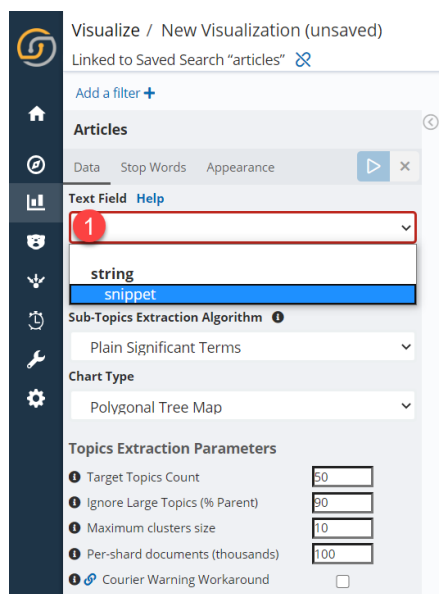 Visualize / New Visualization (unsaved)
Linked to Saved Search “articles”
Add a filter +
Articles
Data Stop Words Appearance
Text Field Help
1
string
snippet
Sub-Topics Extraction Algorithm
Plain Significant Terms
Chart Type
Polygonal Tree Map
Topics Extraction Parameters
Target Topics Count 50
Ignore Large Topics (% Parent) 90
Maximum clusters size 10
Per-shard documents (thousands) 100
Courier Warning Workaround